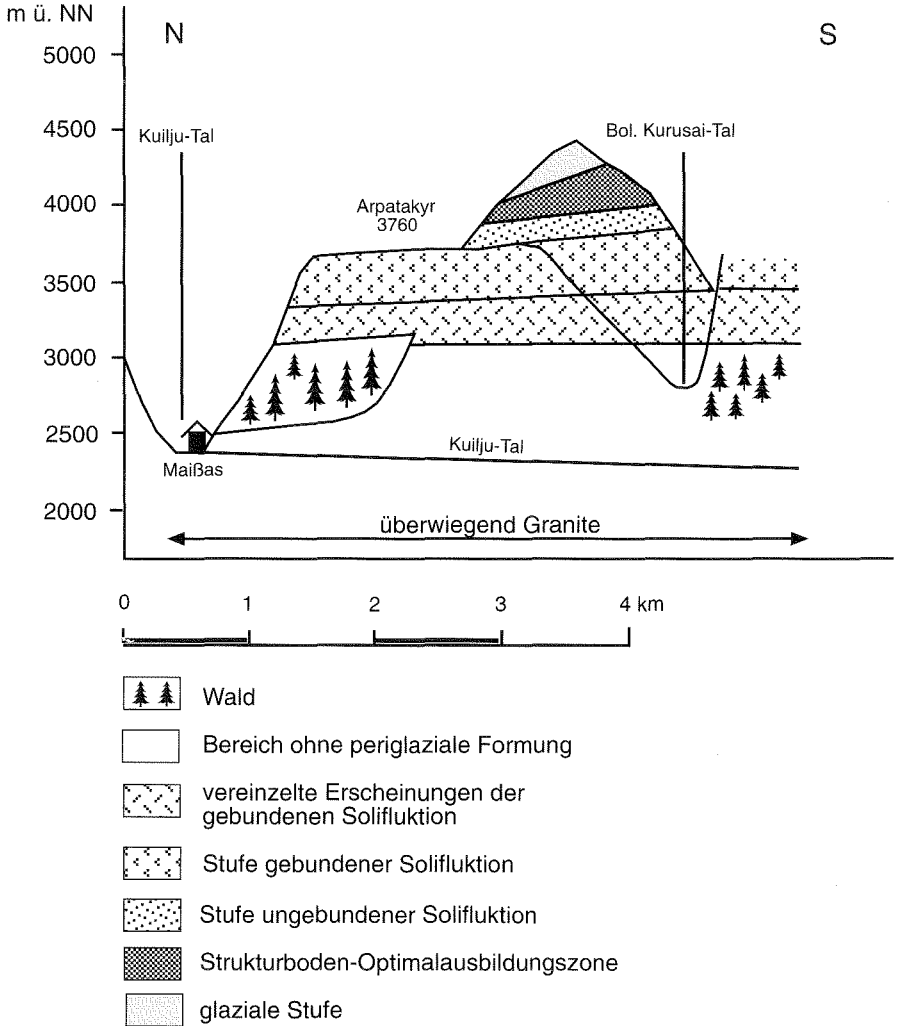 m ü. NN
N
S
5000
4500
Kuilju-Tal
Bol. Kurusai-Tal
4000
Arpatakyr
3760
3500
3000
2500
Kuilju-Tal
Maißas
2000
überwiegend Granite
0 1 2 3 4 km
Wald
Bereich ohne periglaziale Formung
vereinzelte Erscheinungen der
gebundenen Solifluktion
Stufe gebundener Solifluktion
Stufe ungebundener Solifluktion
Strukturboden-Optimalausbildungszone
glaziale Stufe